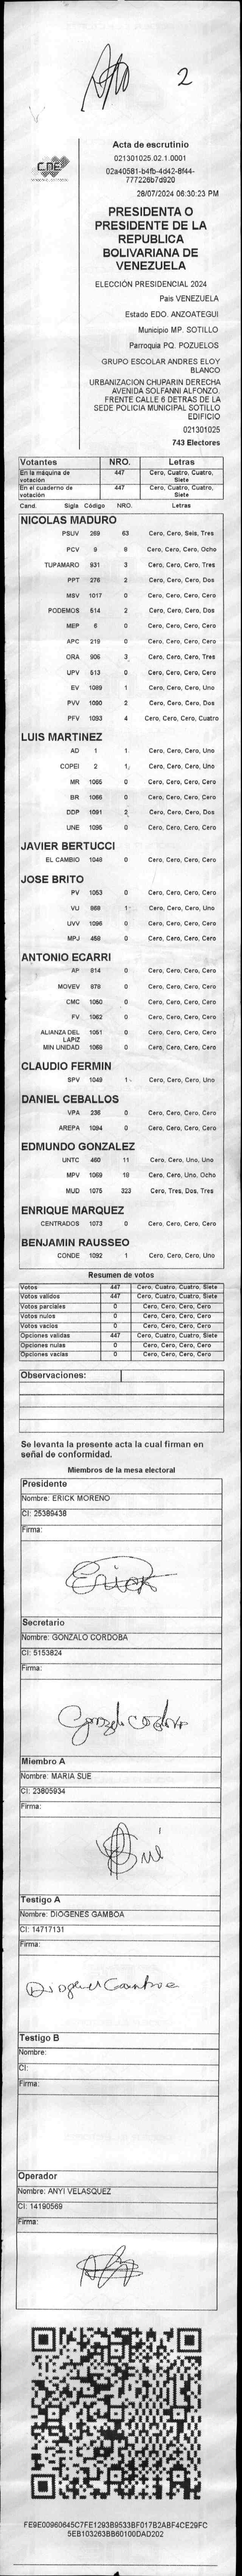 2
CNE
Acta de escrutinio
021301025.02.1.0001
02a40581-b4fb-4d42-8f44-
777226b7d920
28/07/2024 06:30:23 PM
PRESIDENTA O
PRESIDENTE DE LA
REPUBLICA
BOLIVARIANA DE
VENEZUELA
ELECCIÓN PRESIDENCIAL 2024
Pais VENEZUELA
Estado EDO. ANZOATEGUI
Municipio MP. SOTILLO
Parroquia PQ. POZUELOS
GRUPO ESCOLAR ANDRES ELOY
BLANCO
URBANIZACION CHUPARIN DERECHA
AVENIDA SOLFANNI ALFONZO.
FRENTE CALLE 6 DETRAS DE LA
SEDE POLICIA MUNICIPAL SOTILLO
EDIFICIO
021301025
743 Electores
Votantes NRO. Letras
En la máquina de votación 447 Cero, Cuatro, Cuatro, Siete
En el cuaderno de votación 447 Cero, Cuatro, Cuatro, Siete
Cand. Sigla Código NRO. Letras
NICOLAS MADURO
PSUV 269 63 Cero, Cero, Seis, Tres
PCV 9 8 Cero, Cero, Cero, Ocho
TUPAMARO 931 3 Cero, Cero, Cero, Tres
PPT 276 2 Cero, Cero, Cero, Dos
MSV 1017 0 Cero, Cero, Cero, Cero
PODEMOS 514 2 Cero, Cero, Cero, Dos
MEP 6 0 Cero, Cero, Cero, Cero
APC 219 0 Cero, Cero, Cero, Cero
ORA 906 3 Cero, Cero, Cero, Tres
UPV 513 0 Cero, Cero, Cero, Cero
EV 1089 1 Cero, Cero, Cero, Uno
PVV 1090 2 Cero, Cero, Cero, Dos
PFV 1093 4 Cero, Cero, Cero, Cuatro
LUIS MARTINEZ
AD 1 1 Cero, Cero, Cero, Uno
COPEI 2 1 Cero, Cero, Cero, Uno
MR 1065 0 Cero, Cero, Cero, Cero
BR 1066 0 Cero, Cero, Cero, Cero
DDP 1091 2 Cero, Cero, Cero, Dos
UNE 1095 0 Cero, Cero, Cero, Cero
JAVIER BERTUCCI
EL CAMBIO 1048 0 Cero, Cero, Cero, Cero
JOSE BRITO
PV 1053 0 Cero, Cero, Cero, Cero
VU 868 1 Cero, Cero, Cero, Uno
UVV 1096 0 Cero, Cero, Cero, Cero
MPJ 458 0 Cero, Cero, Cero, Cero
ANTONIO ECARRI
AP 814 0 Cero, Cero, Cero, Cero
MOVEV 878 0 Cero, Cero, Cero, Cero
CMC 1050 0 Cero, Cero, Cero, Cero
FV 1062 0 Cero, Cero, Cero, Cero
ALIANZA DEL LAPIZ 1051 0 Cero, Cero, Cero, Cero
MIN UNIDAD 1069 0 Cero, Cero, Cero, Cero
CLAUDIO FERMIN
SPV 1049 1 Cero, Cero, Cero, Uno
DANIEL CEBALLOS
VPA 236 0 Cero, Cero, Cero, Cero
AREPA 1094 0 Cero, Cero, Cero, Cero
EDMUNDO GONZALEZ
UNTC 460 11 Cero, Cero, Uno, Uno
MPV 1069 18 Cero, Cero, Uno, Ocho
MUD 1075 323 Cero, Tres, Dos, Tres
ENRIQUE MARQUEZ
CENTRADOS 1073 0 Cero, Cero, Cero, Cero
BENJAMIN RAUSSEO
CONDE 1092 1 Cero, Cero, Cero, Uno
Resumen de votos
Votos 447 Cero, Cuatro, Cuatro, Siete
Votos validos 447 Cero, Cuatro, Cuatro, Siete
Votos parciales 0 Cero, Cero, Cero, Cero
Votos nulos 0 Cero, Cero, Cero, Cero
Votos vacios 0 Cero, Cero, Cero, Cero
Opciones validas 447 Cero, Cuatro, Cuatro, Siete
Opciones nulas 0 Cero, Cero, Cero, Cero
Opciones vacias 0 Cero, Cero, Cero, Cero
Observaciones:
Se levanta la presente acta la cual firman en
señal de conformidad.
Miembros de la mesa electoral
Presidente
Nombre: ERICK MORENO
CI: 25389438
Firma:
Erick
Secretario
Nombre: GONZALO CORDOBA
CI: 5153824
Firma:
Gonzalo Cordova
Miembro A
Nombre: MARIA SUE
CI: 23805934
Firma:
Sue
Testigo A
Nombre: DIOGENES GAMBOA
CI: 14717131
Firma:
Diogenes Gamboa
Testigo B
Nombre:
CI:
Firma:
Operador
Nombre: ANYI VELASQUEZ
CI: 14190569
Firma:
FE9E00960645C7FE1293B9533BF017B2ABF4CE29FC
5EB103263BB60100DAD202